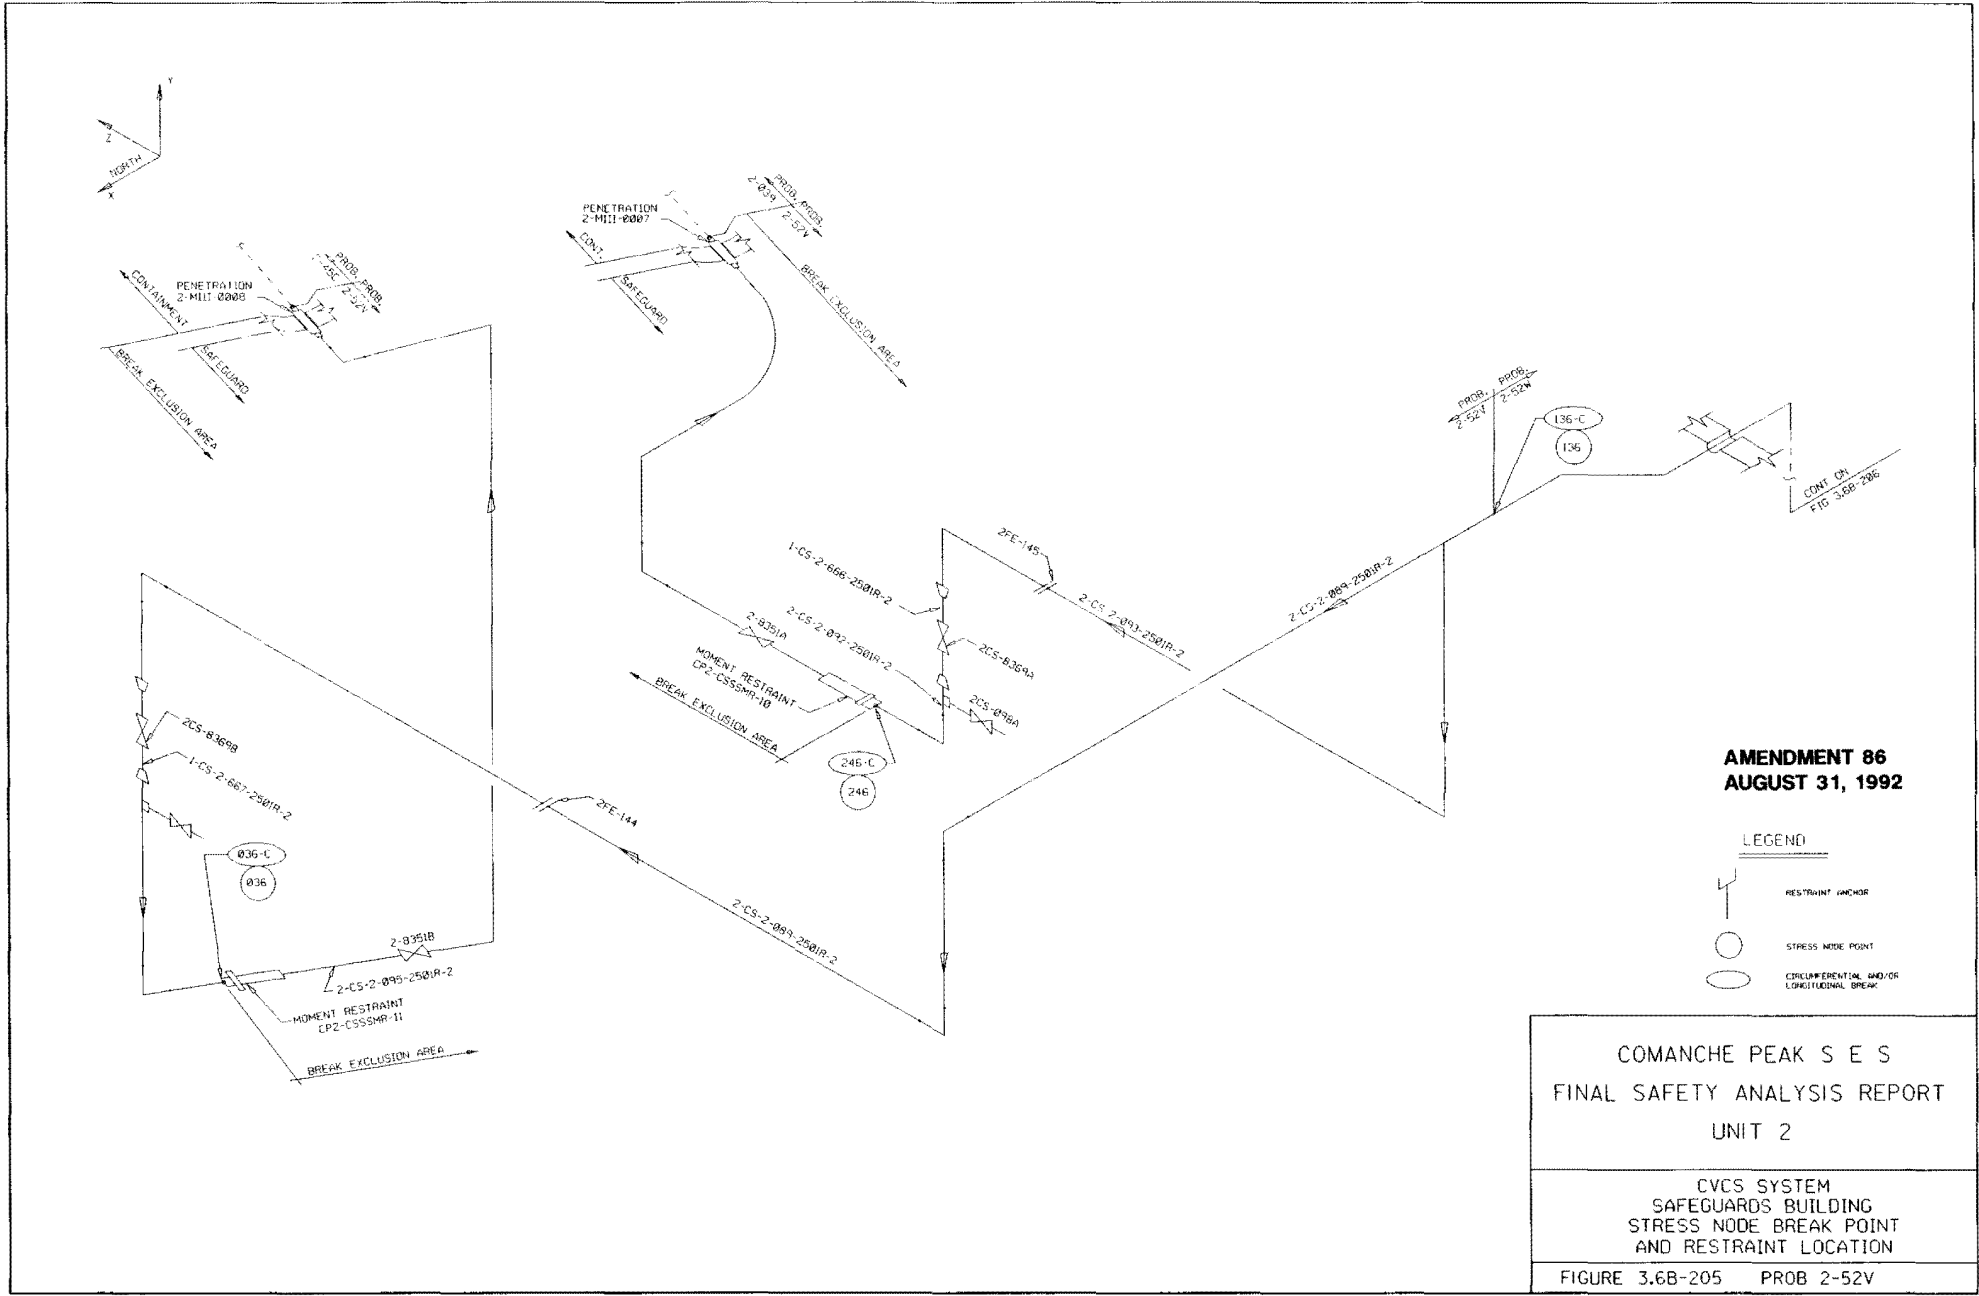 Y
Z
NORTH
X
PENETRATION
2-MIII-0007
PROB.
2-039
PROB.
2-52V
CONT.
SAFEGUARD
BREAK EXCLUSION AREA
PENETRATION
2-MIII-0008
PROB.
PROB.
2-52V
CONTAINMENT
SAFEGUARD
BREAK EXCLUSION AREA
PROB.
2-52V
PROB.
2-52W
136-C
136
CONT ON
FIG 3.6B-206
2FE-145
1-CS-2-666-2501R-2
2-CS-2-092-2501R-2
2-CS-2-093-2501R-2
2-CS-2-089-2501R-2
2-8351A
2CS-8369A
2CS-098A
MOMENT RESTRAINT
CP2-CSSSMR-10
BREAK EXCLUSION AREA
246-C
246
2CS-8369B
1-CS-2-667-2501R-2
2FE-144
036-C
036
2-CS-2-089-2501R-2
2-8351B
2-CS-2-095-2501R-2
MOMENT RESTRAINT
CP2-CSSSMR-11
BREAK EXCLUSION AREA
AMENDMENT 86
AUGUST 31, 1992
LEGEND
RESTRAINT ANCHOR
STRESS NODE POINT
CIRCUMFERENTIAL AND/OR
LONGITUDINAL BREAK
COMANCHE PEAK S E S
FINAL SAFETY ANALYSIS REPORT
UNIT 2
CVCS SYSTEM
SAFEGUARDS BUILDING
STRESS NODE BREAK POINT
AND RESTRAINT LOCATION
FIGURE 3.6B-205 PROB 2-52V